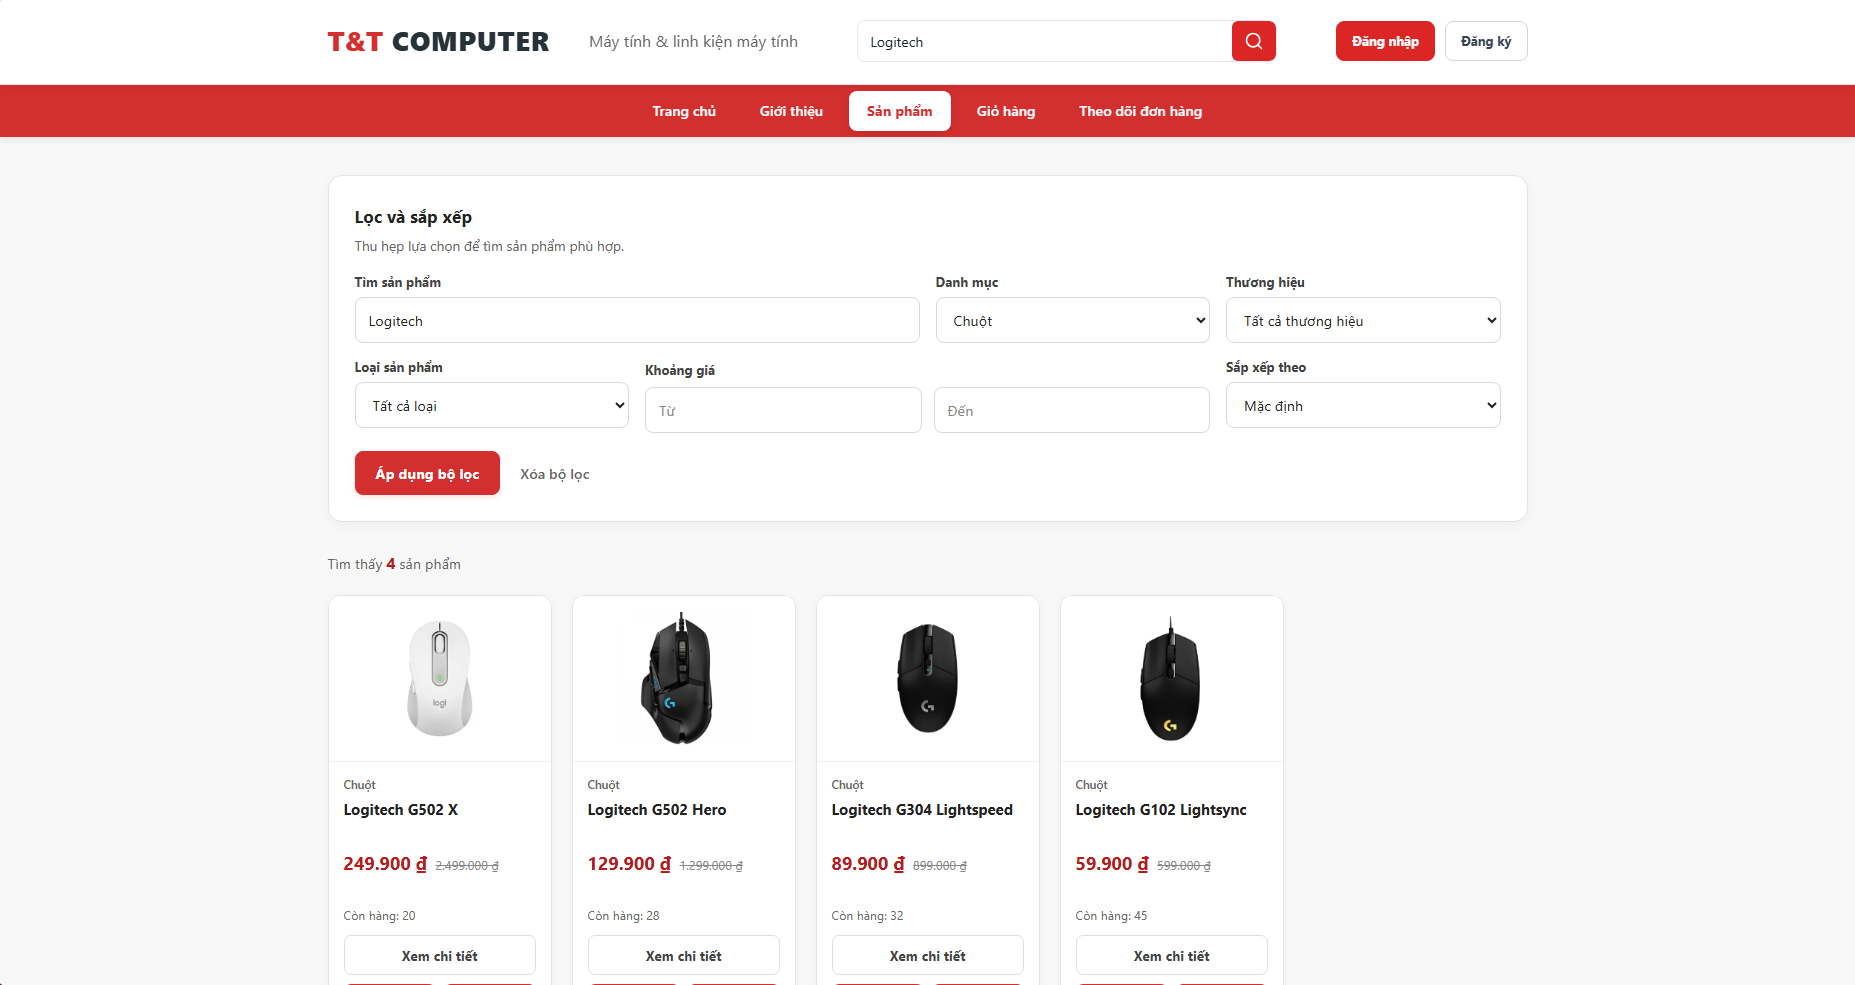 T&T COMPUTER
Máy tính & linh kiện máy tính
Logitech
Đăng nhập
Đăng ký
Trang chủ
Giới thiệu
Sản phẩm
Giỏ hàng
Theo dõi đơn hàng
Lọc và sắp xếp
Thu hẹp lựa chọn để tìm sản phẩm phù hợp.
Tìm sản phẩm
Logitech
Danh mục
Chuột
Thương hiệu
Tất cả thương hiệu
Loại sản phẩm
Tất cả loại
Khoảng giá
Từ
Đến
Sắp xếp theo
Mặc định
Áp dụng bộ lọc
Xóa bộ lọc
Tìm thấy 4 sản phẩm
logi
Chuột
Logitech G502 X
249.900 ₫ 2.499.000 ₫
Còn hàng: 20
Xem chi tiết
Chuột
Logitech G502 Hero
129.900 ₫ 1.299.000 ₫
Còn hàng: 28
Xem chi tiết
Chuột
Logitech G304 Lightspeed
89.900 ₫ 899.000 ₫
Còn hàng: 32
Xem chi tiết
Chuột
Logitech G102 Lightsync
59.900 ₫ 599.000 ₫
Còn hàng: 45
Xem chi tiết